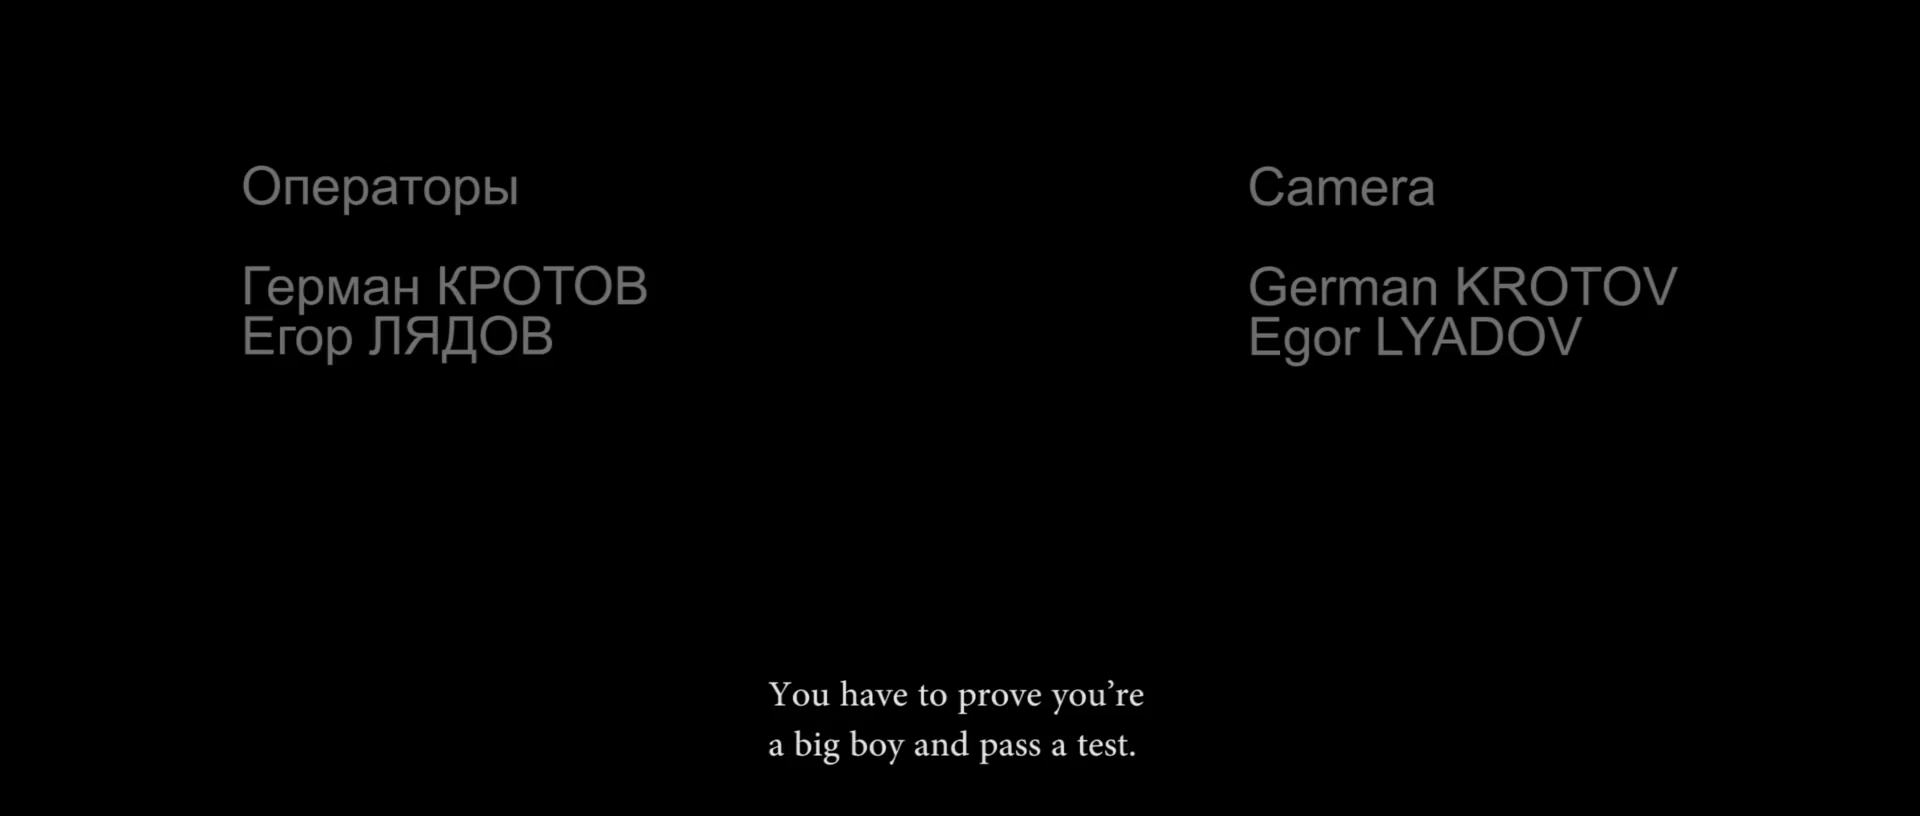 Операторы
Герман КРОТОВ
Егор ЛЯДОВ
Camera
German KROTOV
Egor LYADOV
You have to prove you’re
a big boy and pass a test.